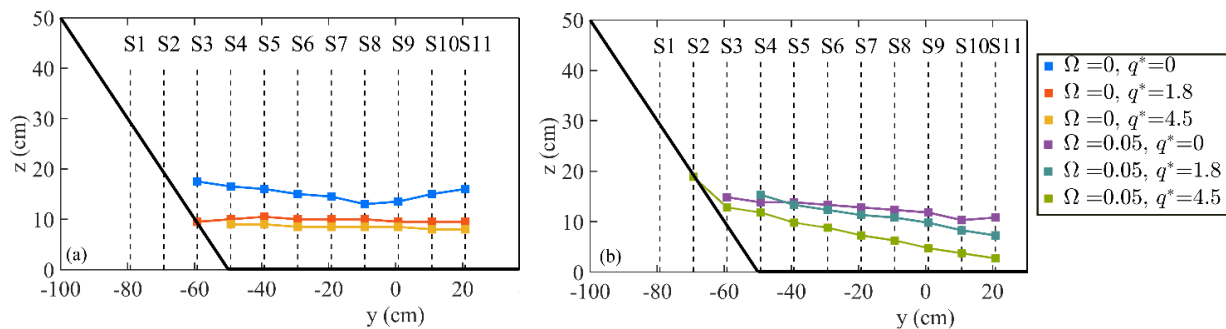 50
40
30
20
10
0
z (cm)
S1 S2 S3 S4 S5 S6 S7 S8 S9 S10 S11
(a)
-100 -80 -60 -40 -20 0 20
y (cm)
50
40
30
20
10
0
z (cm)
S1 S2 S3 S4 S5 S6 S7 S8 S9 S10 S11
(b)
-100 -80 -60 -40 -20 0 20
y (cm)
Ω =0, q*=0
Ω =0, q*=1.8
Ω =0, q*=4.5
Ω =0.05, q*=0
Ω =0.05, q*=1.8
Ω =0.05, q*=4.5